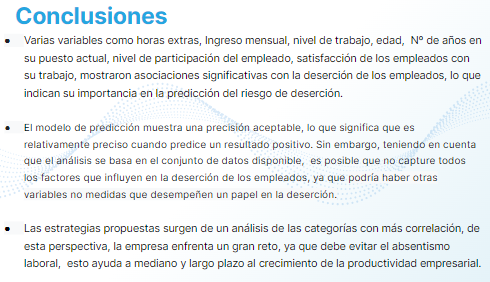 Conclusiones
• Varias variables como horas extras, Ingreso mensual, nivel de trabajo, edad, Nº de años en
su puesto actual, nivel de participación del empleado, satisfacción de los empleados con
su trabajo, mostraron asociaciones significativas con la deserción de los empleados, lo que
indican su importancia en la predicción del riesgo de deserción.
• El modelo de predicción muestra una precisión aceptable, lo que significa que es
relativamente preciso cuando predice un resultado positivo. Sin embargo, teniendo en cuenta
que el análisis se basa en el conjunto de datos disponible, es posible que no capture todos
los factores que influyen en la deserción de los empleados, ya que podría haber otras
variables no medidas que desempeñen un papel en la deserción.
• Las estrategias propuestas surgen de un análisis de las categorías con más correlación, de
esta perspectiva, la empresa enfrenta un gran reto, ya que debe evitar el absentismo
laboral, esto ayuda a mediano y largo plazo al crecimiento de la productividad empresarial.